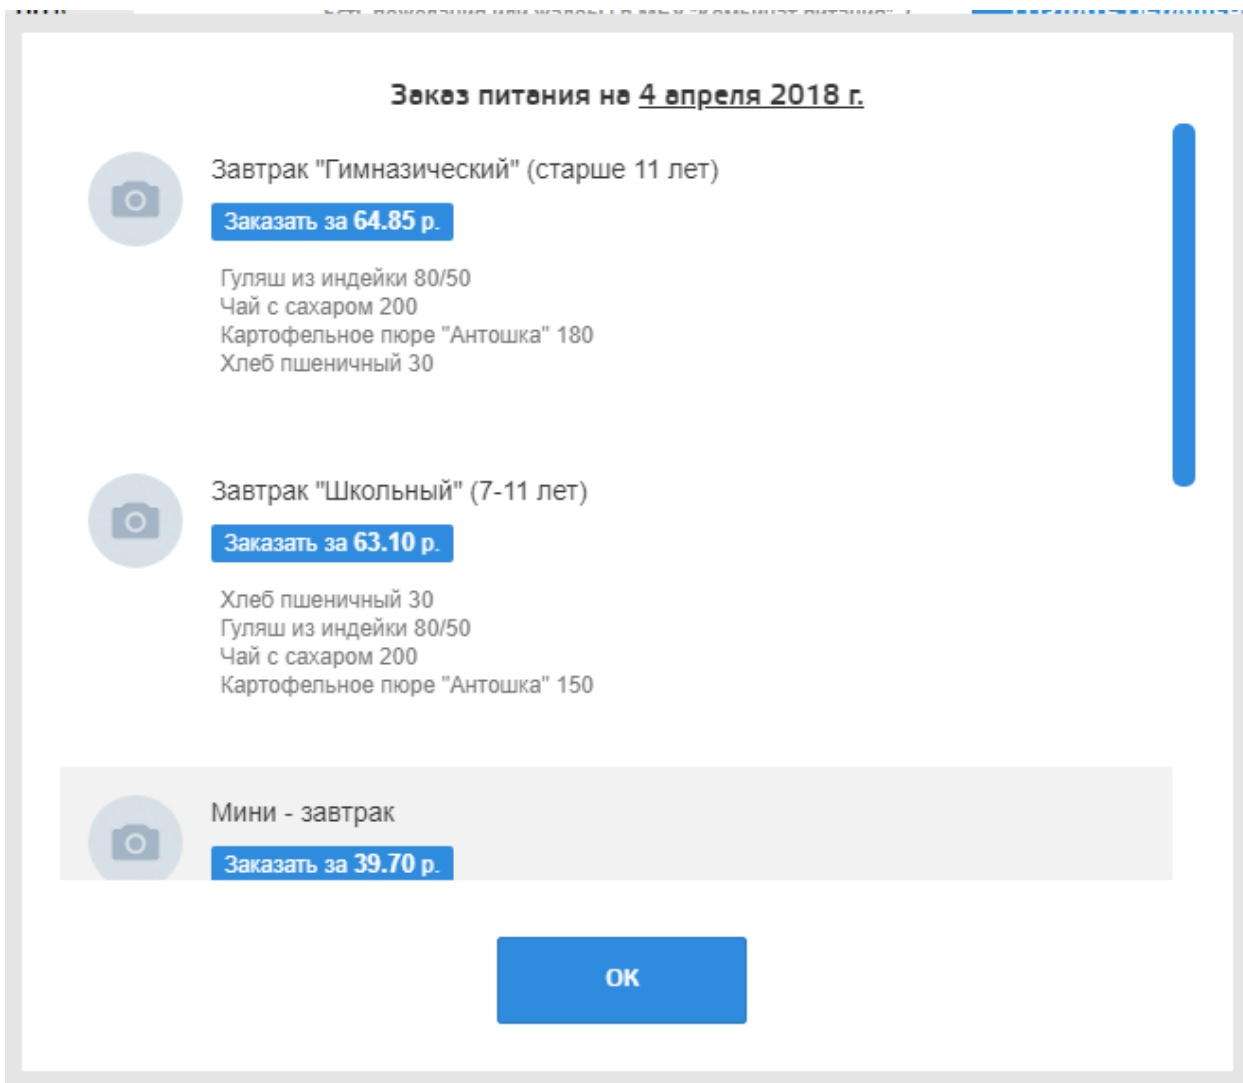 Заказ питания на 4 апреля 2018 г.
Завтрак "Гимназический" (старше 11 лет)
Заказать за 64.85 р.
Гуляш из индейки 80/50
Чай с сахаром 200
Картофельное пюре "Антошка" 180
Хлеб пшеничный 30
Завтрак "Школьный" (7-11 лет)
Заказать за 63.10 р.
Хлеб пшеничный 30
Гуляш из индейки 80/50
Чай с сахаром 200
Картофельное пюре "Антошка" 150
Мини - завтрак
Заказать за 39.70 р.
ОК